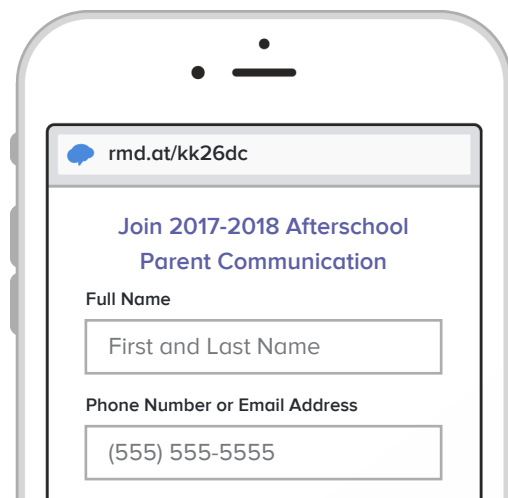 rmd.at/kk26dc
Join 2017-2018 Afterschool
Parent Communication
Full Name
First and Last Name
Phone Number or Email Address
(555) 555-5555